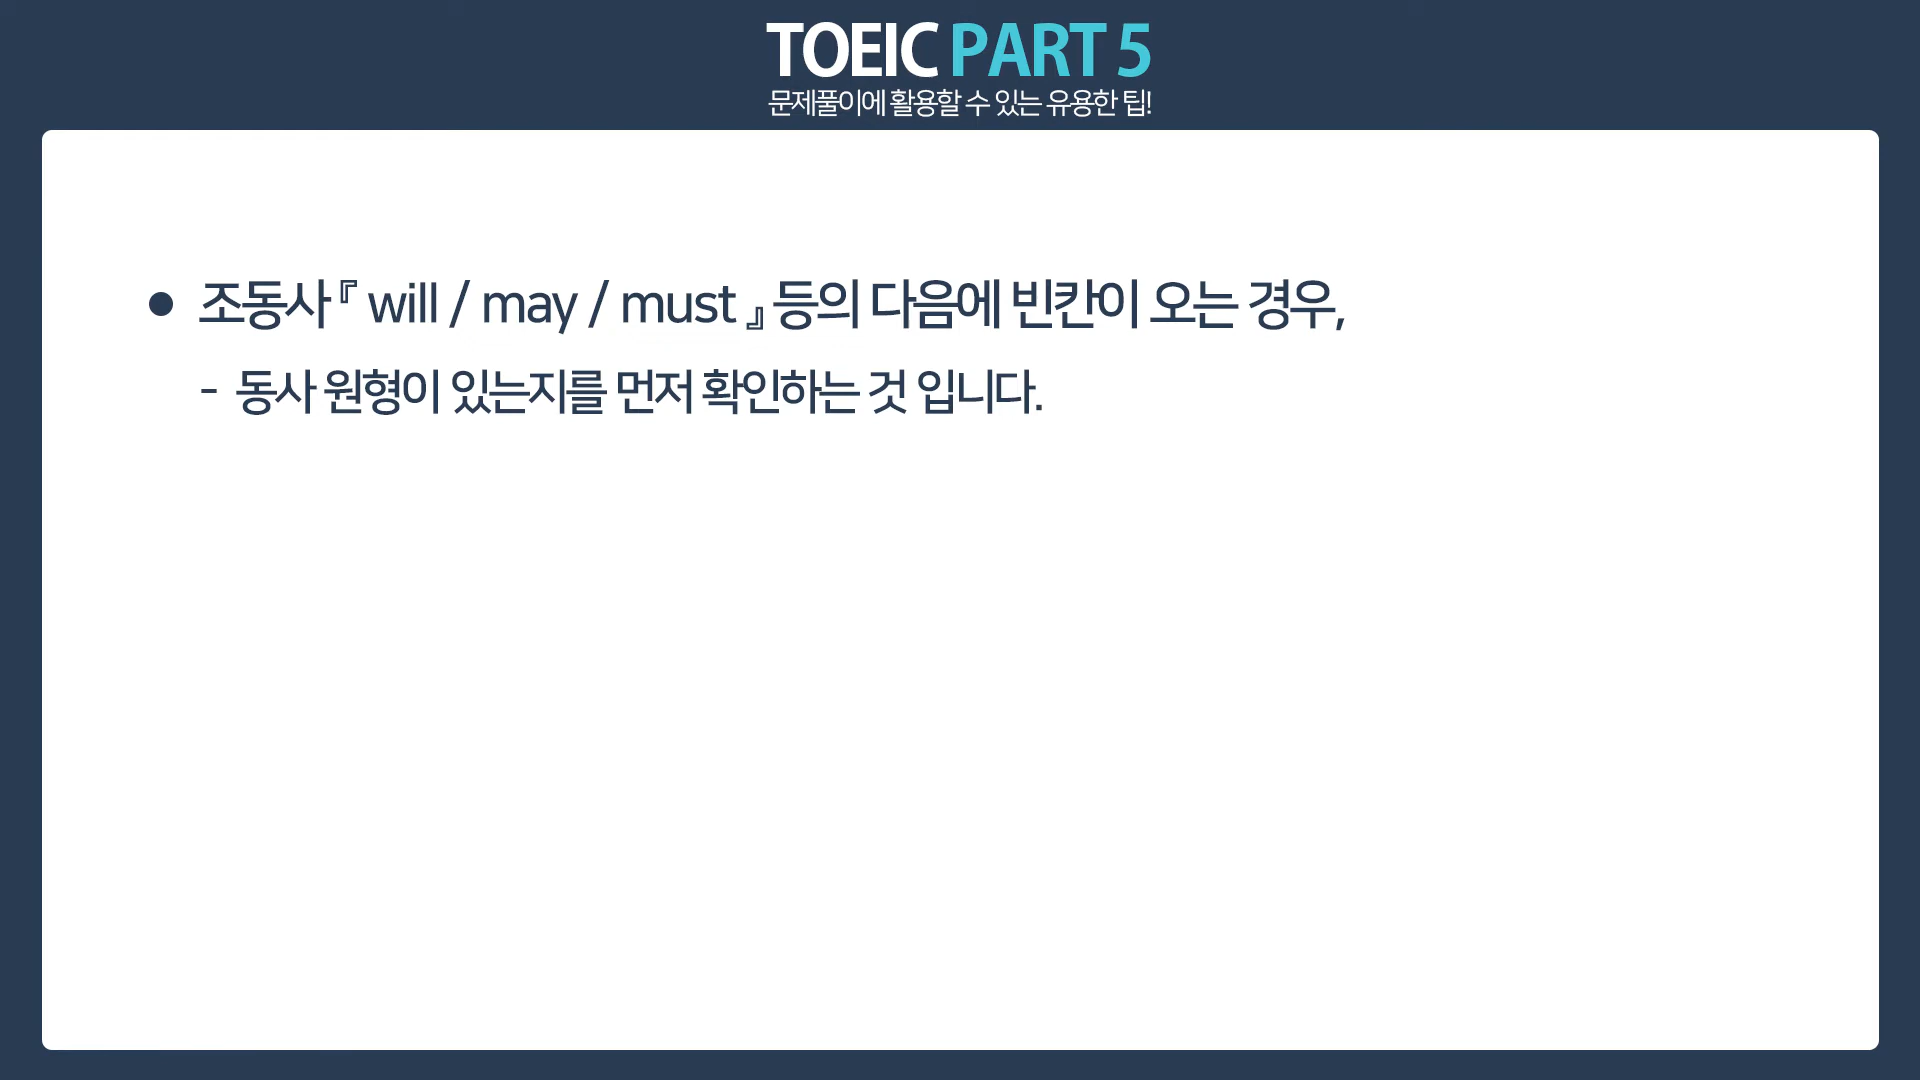 TOEIC PART 5
문제풀이에 활용할 수 있는 유용한 팁!
● 조동사『 will / may / must 』등의 다음에 빈칸이 오는 경우,
- 동사 원형이 있는지를 먼저 확인하는 것 입니다.